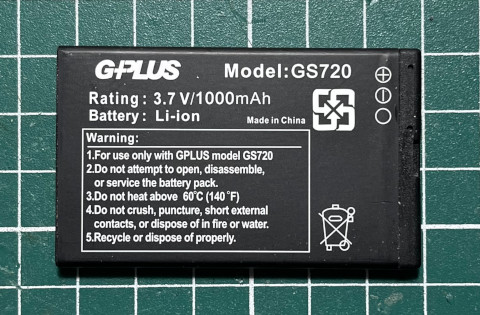 GPLUS Model:GS720
Rating: 3.7 V/1000mAh
Battery: Li-ion
Made in China
Warning:
1.For use only with GPLUS model GS720
2.Do not attempt to open, disassemble,
or service the battery pack.
3.Do not heat above 60℃ (140℉)
4.Do not crush, puncture, short external
contacts, or dispose of in fire or water.
5.Recycle or dispose of properly.